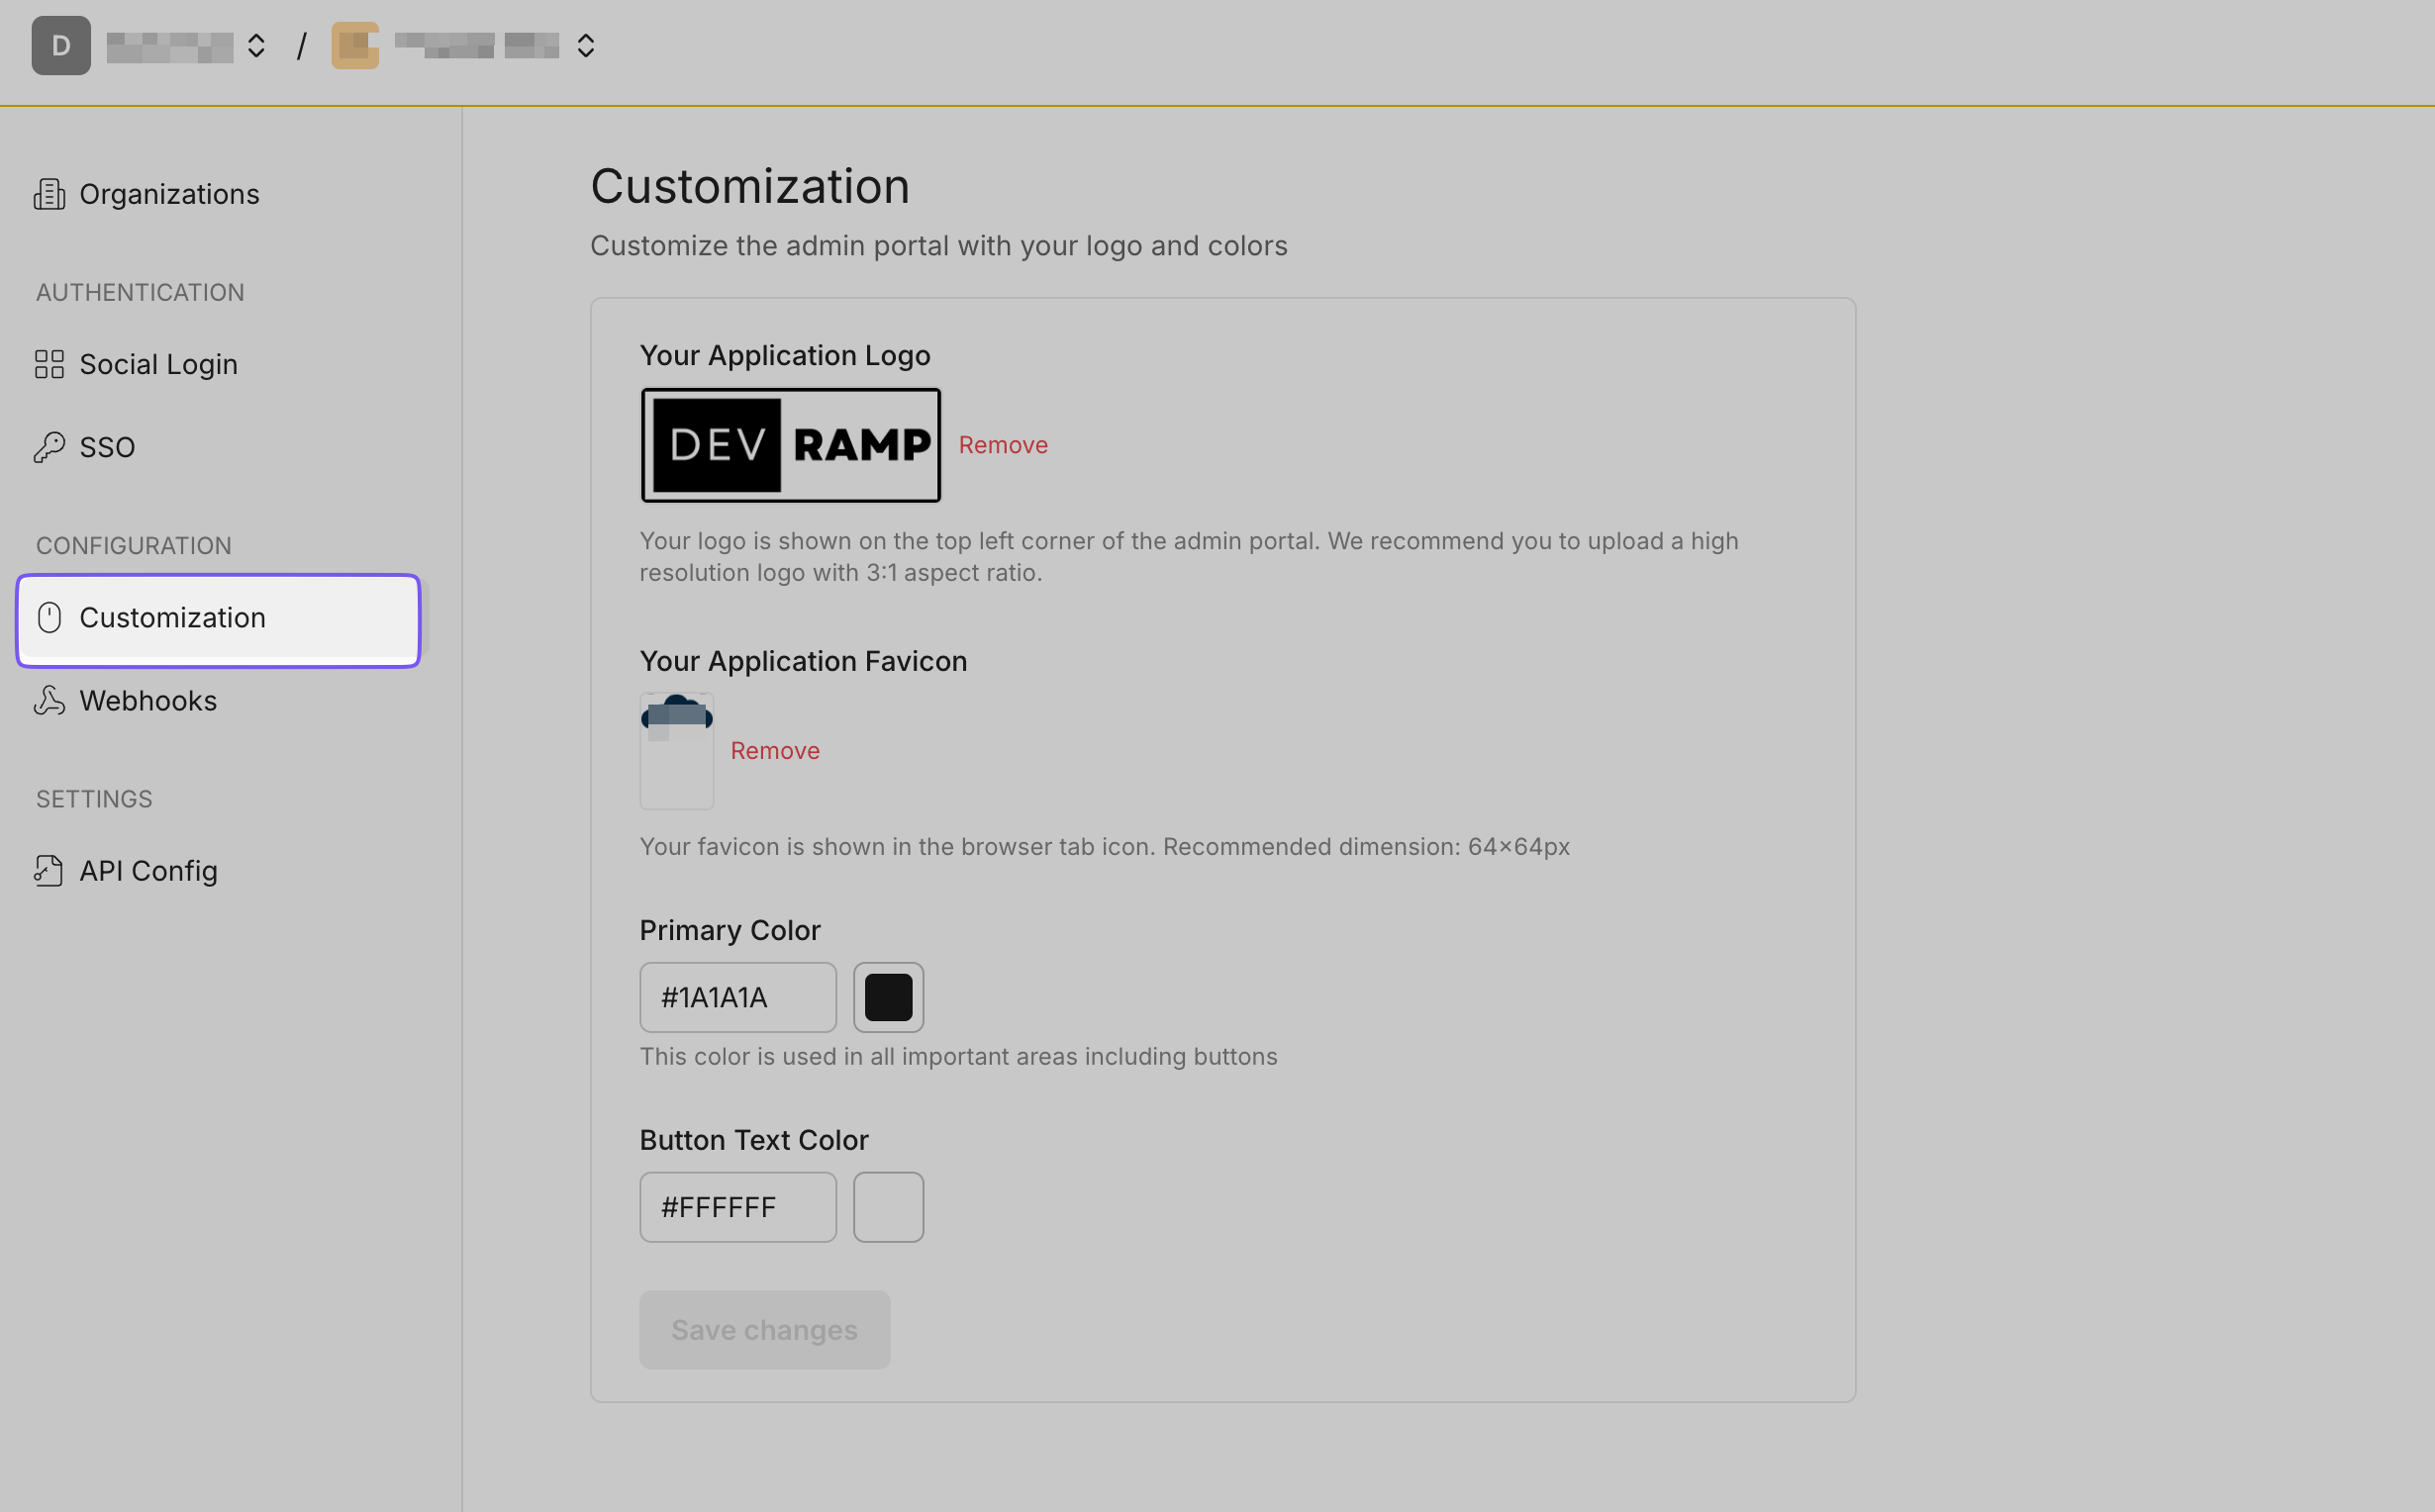 D /
Organizations
AUTHENTICATION
Social Login
SSO
CONFIGURATION
Customization
Webhooks
SETTINGS
API Config
Customization
Customize the admin portal with your logo and colors
Your Application Logo
DEV RAMP
Remove
Your logo is shown on the top left corner of the admin portal. We recommend you to upload a high
resolution logo with 3:1 aspect ratio.
Your Application Favicon
Remove
Your favicon is shown in the browser tab icon. Recommended dimension: 64×64px
Primary Color
#1A1A1A
This color is used in all important areas including buttons
Button Text Color
#FFFFFF
Save changes